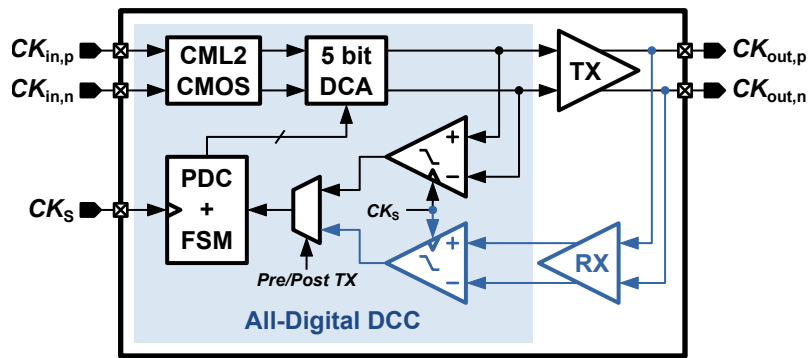 CKin,p
CML2
CMOS
5 bit
DCA
TX
CKout,p
CKin,n
CKout,n
+
−
PDC
+
FSM
CKS
CKS
+
−
RX
Pre/Post TX
All-Digital DCC